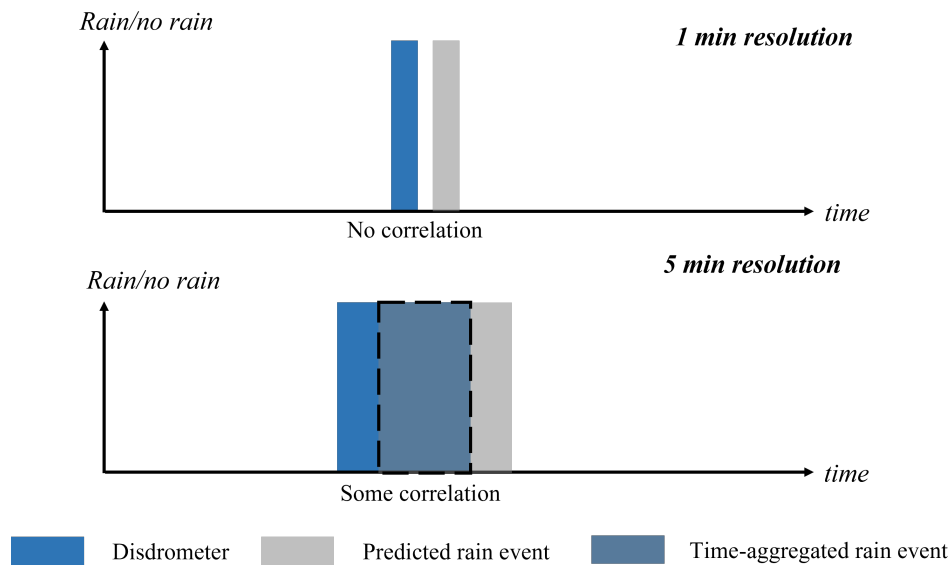 Rain/no rain
1 min resolution
time
No correlation
5 min resolution
Rain/no rain
time
Some correlation
Disdrometer
Predicted rain event
Time-aggregated rain event